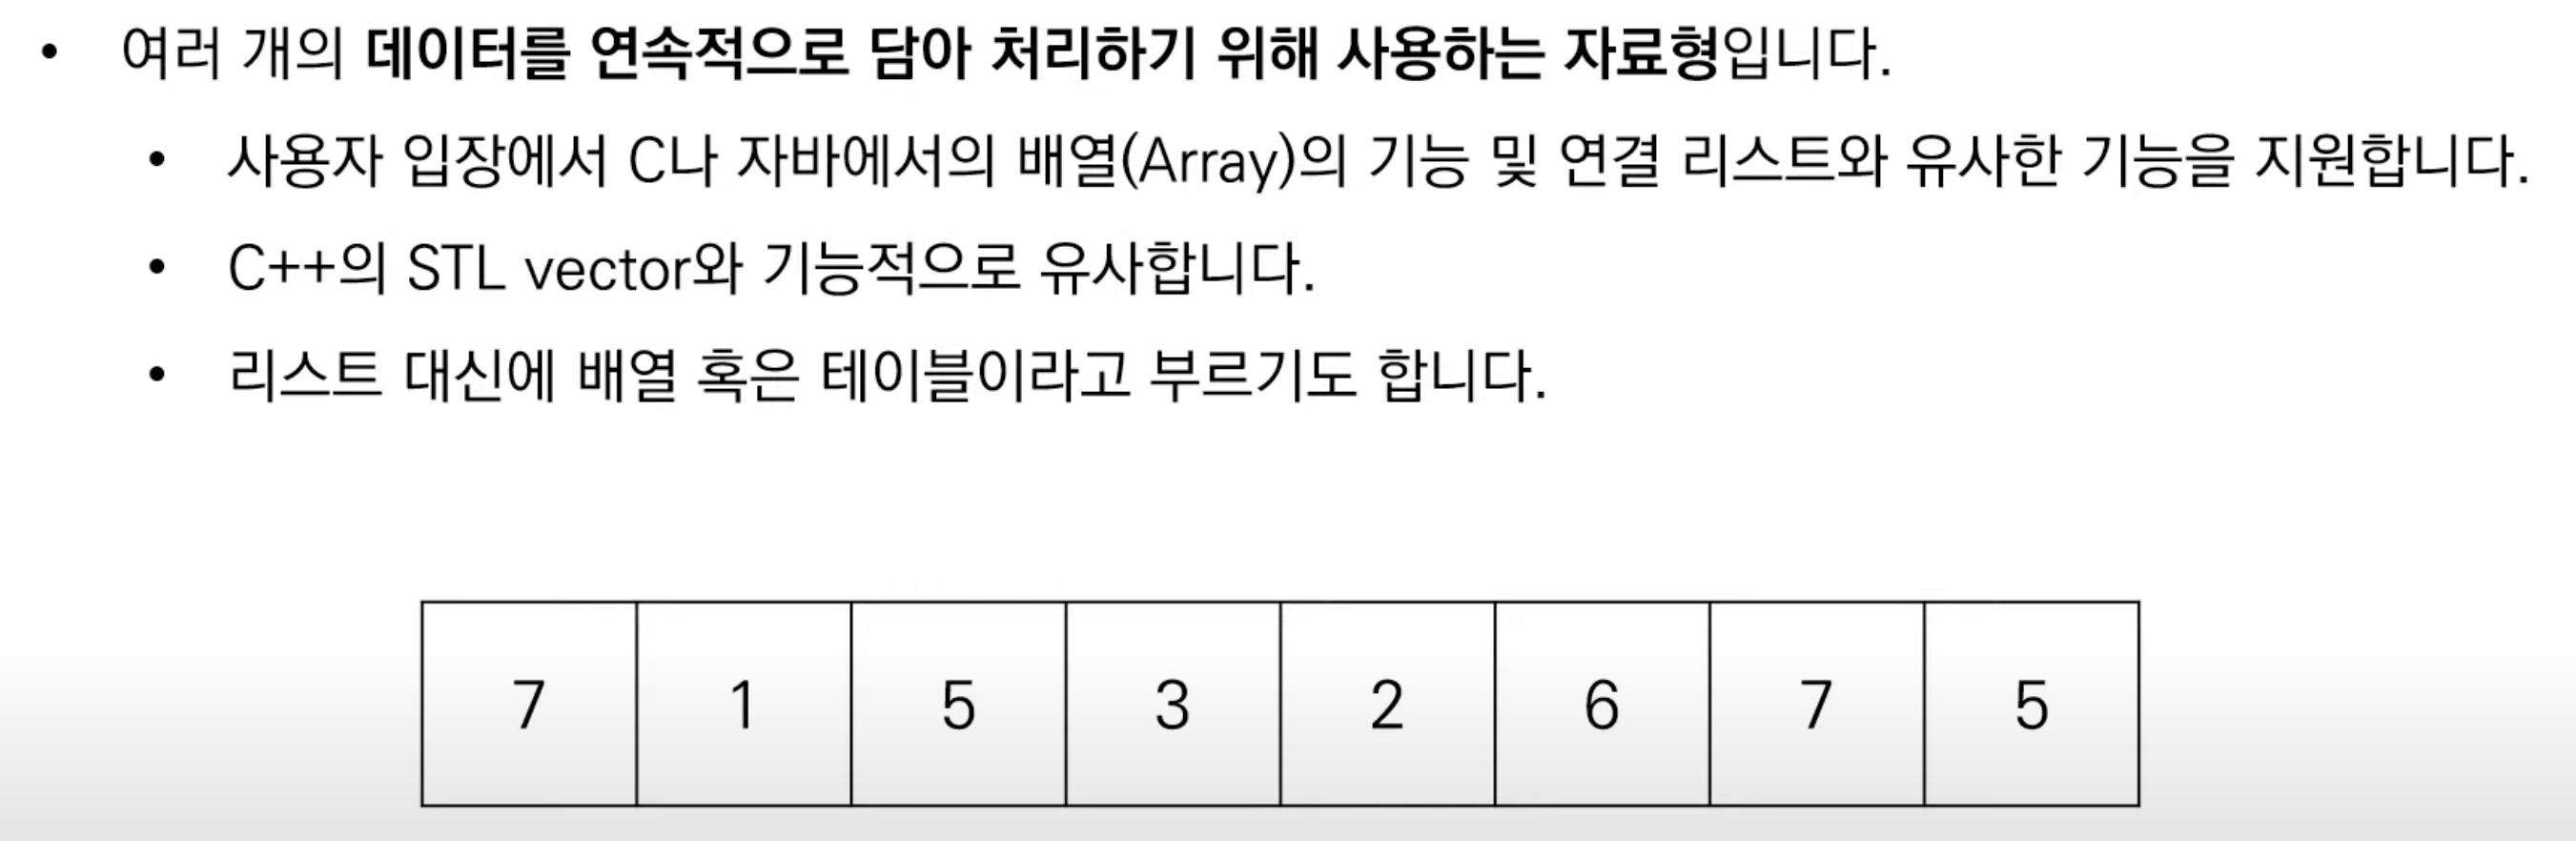 • 여러 개의 데이터를 연속적으로 담아 처리하기 위해 사용하는 자료형입니다.
• 사용자 입장에서 C나 자바에서의 배열(Array)의 기능 및 연결 리스트와 유사한 기능을 지원합니다.
• C++의 STL vector와 기능적으로 유사합니다.
• 리스트 대신에 배열 혹은 테이블이라고 부르기도 합니다.
7 1 5 3 2 6 7 5